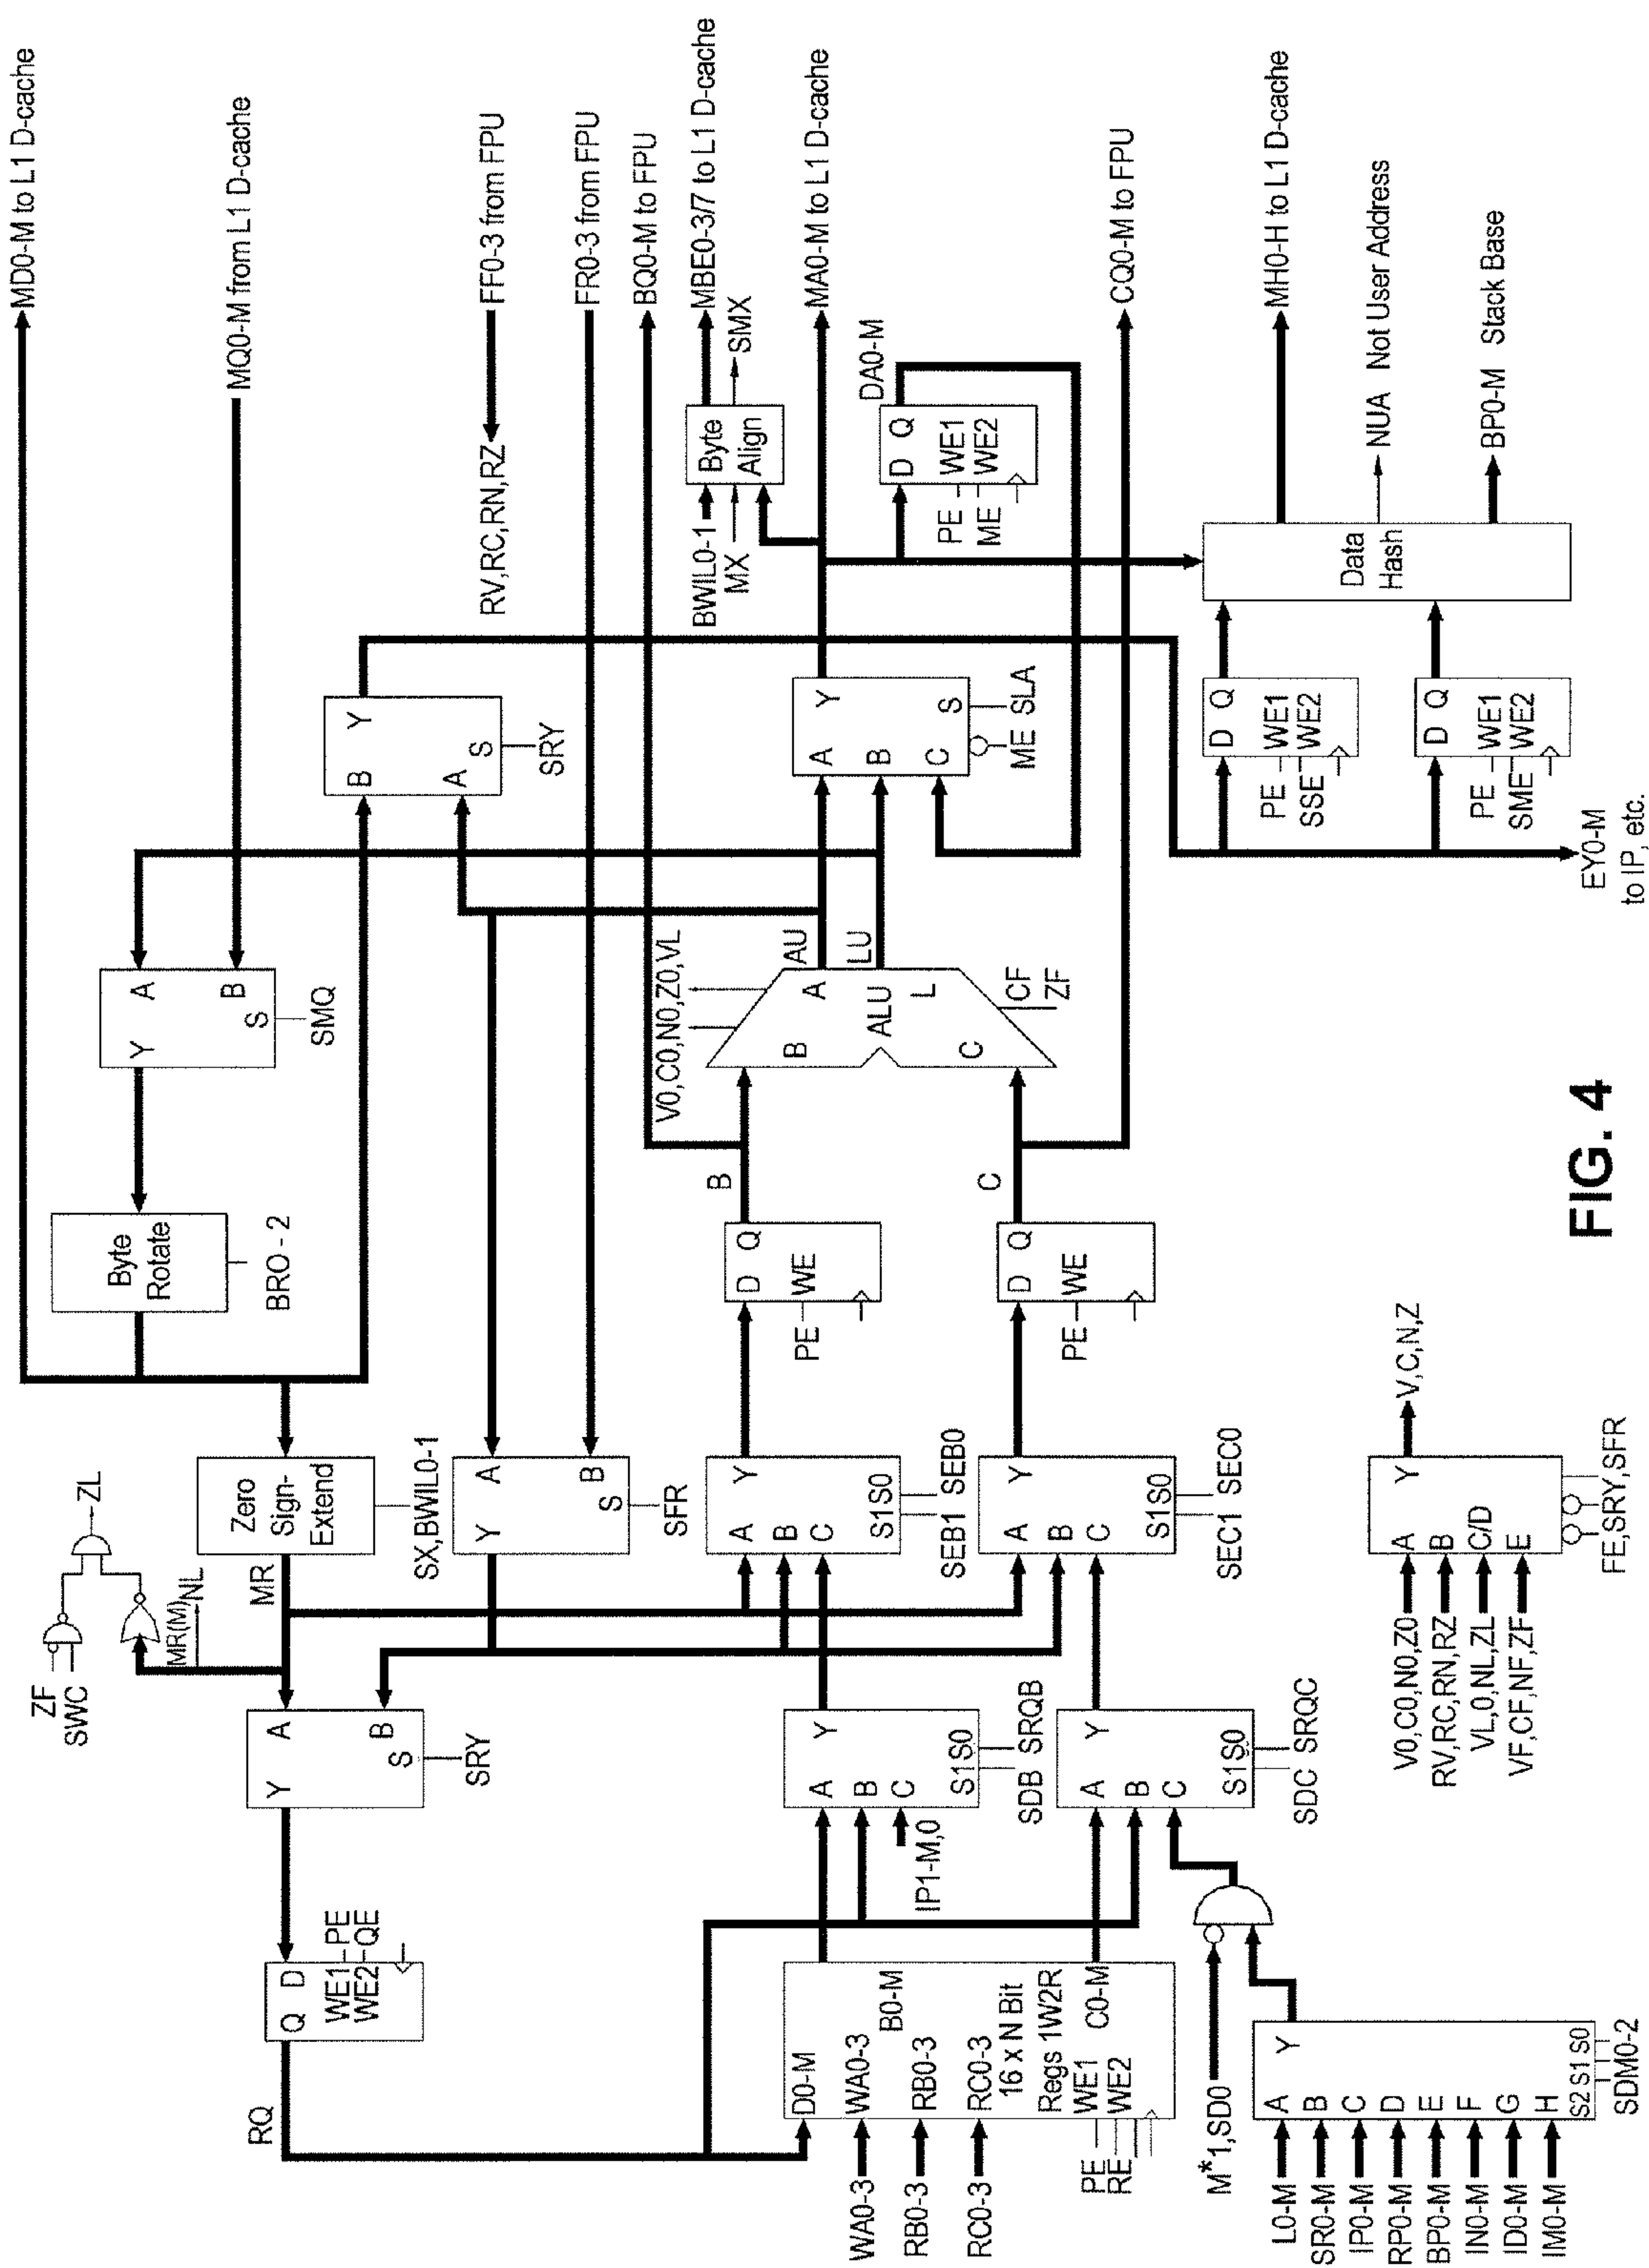 MD0-M to L1 D-cache
MQ0-M from L1 D-cache
FF0-3 from FPU
RV,RC,RN,RZ
FR0-3 from FPU
BQ0-M to FPU
MBE0-3/7 to L1 D-cache
SMX
MA0-M to L1 D-cache
DA0-M
CQ0-M to FPU
MH0-H to L1 D-cache
NUA Not User Address
BP0-M Stack Base
BWIL0-1
MX
Byte
Align
D Q
WE1
WE2
PE
ME
Data
Hash
B Y
A
S
SRY
A Y
B
C S
ME SLA
D Q
PE WE1
SSE WE2
D Q
PE WE1
SME WE2
EY0-M
to IP, etc.
Y A
B
S
SMQ
Byte
Rotate
BRO - 2
V0,C0,N0,Z0,VL
AU
LU
B A
ALU
C L
CF
ZF
B
C
D Q
PE WE
D Q
PE WE
ZF
SWC
ZL
MR(M)
NL
MR
Zero
Sign-
Extend
SX,BWIL0-1
Y A
B
S
SFR
A Y
B
C
S1S0
SEB1 SEB0
A Y
B
C
S1S0
SEC1 SEC0
Y A
B
S
SRY
Q D
WE1 PE
WE2 QE
RQ
A Y
B
C
S1S0
SDB SRQB
IP1-M,0
A Y
B
C
S1S0
SDC SRQC
D0-M
WA0-3 WA0-3
B0-M
RB0-3 RB0-3
RC0-3 RC0-3
16 x N Bit
Regs 1W2R
C0-M
PE WE1
RE WE2
M*1,SD0
L0-M A Y
SR0-M B
IP0-M C
RP0-M D
BP0-M E
IN0-M F
ID0-M G
IM0-M H
S2 S1 S0
SDM0-2
V0,C0,N0,Z0 A Y V,C,N,Z
RV,RC,RN,RZ B
VL,0,NL,ZL C/D
VF,CF,NF,ZF E
FE,SRY,SFR
FIG. 4